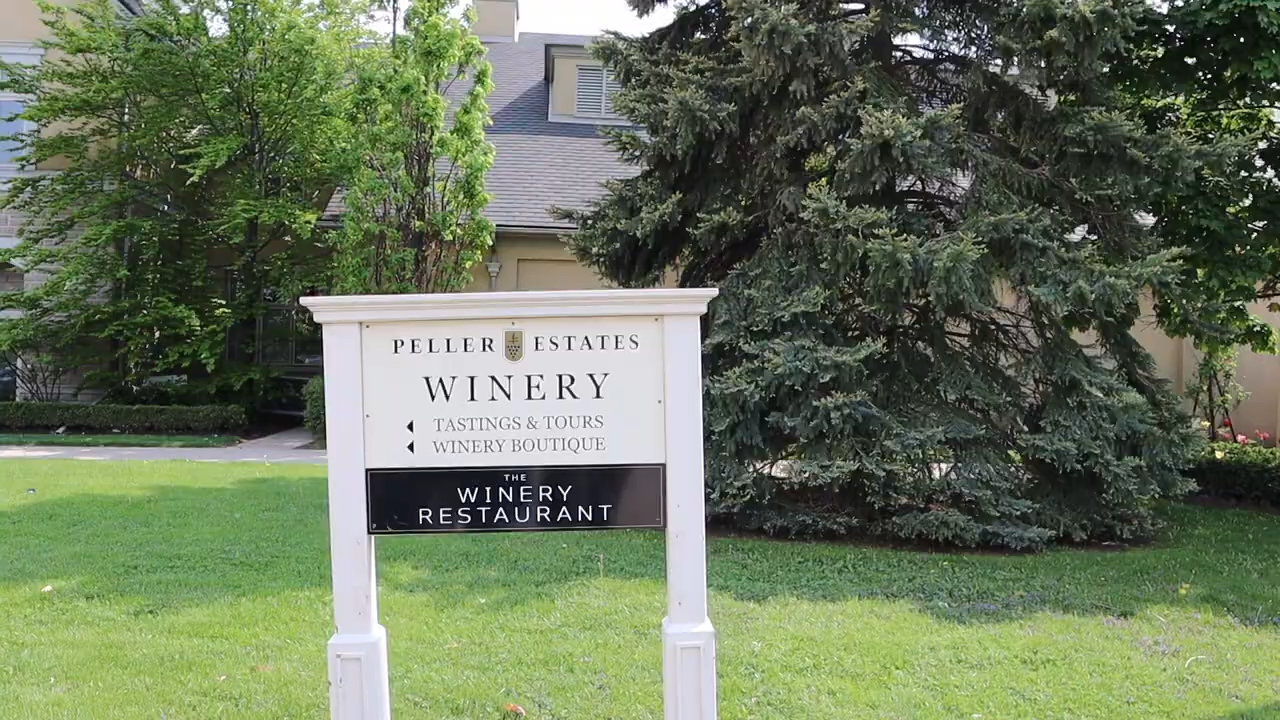 PELLER ESTATES
WINERY
TASTINGS & TOURS
WINERY BOUTIQUE
THE
WINERY
RESTAURANT